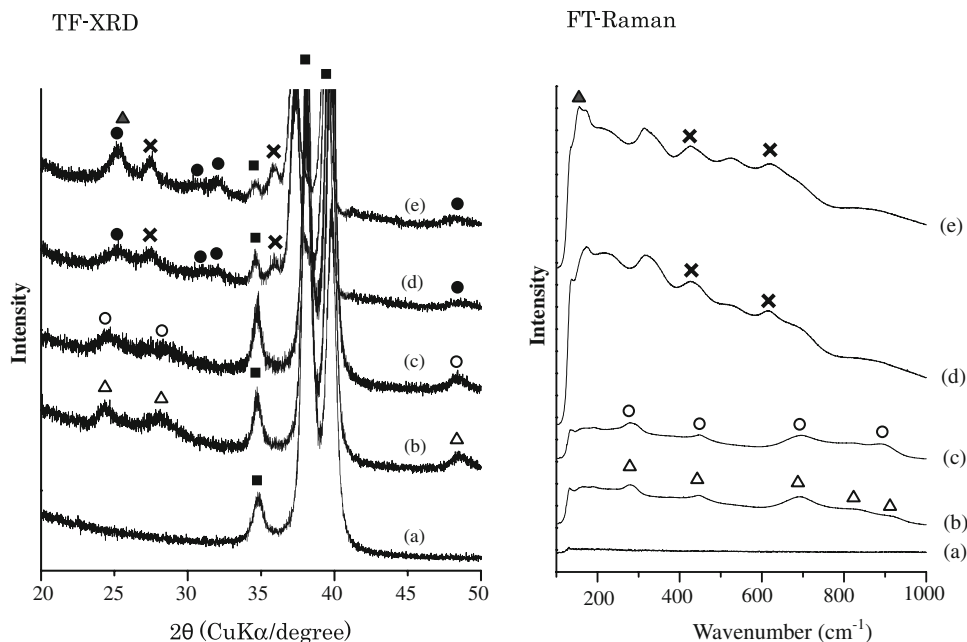 TF-XRD
FT-Raman
Intensity
(e)
(d)
(c)
(b)
(a)
20 25 30 35 40 45 50
2θ (CuKα/degree)
Intensity
(e)
(d)
(c)
(b)
(a)
200 400 600 800 1000
Wavenumber (cm⁻¹)